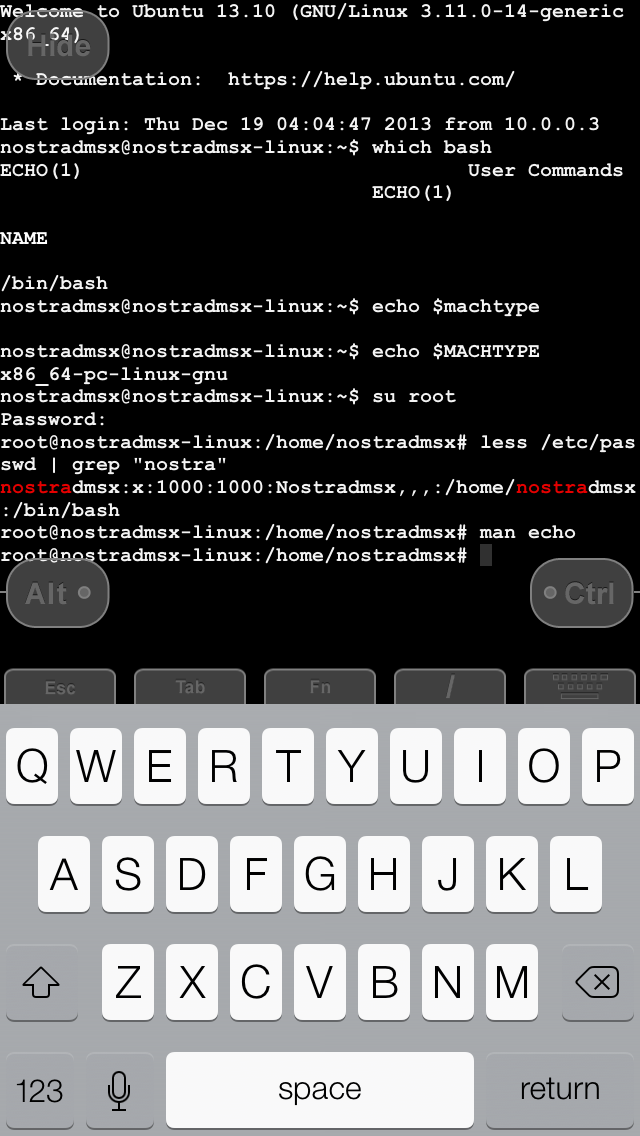 Welcome to Ubuntu 13.10 (GNU/Linux 3.11.0-14-generic
x86_64)
Hide
* Documentation:  https://help.ubuntu.com/
Last login: Thu Dec 19 04:04:47 2013 from 10.0.0.3
nostradmsx@nostradmsx-linux:~$ which bash
ECHO(1) User Commands
ECHO(1)
NAME
/bin/bash
nostradmsx@nostradmsx-linux:~$ echo $machtype
nostradmsx@nostradmsx-linux:~$ echo $MACHTYPE
x86_64-pc-linux-gnu
nostradmsx@nostradmsx-linux:~$ su root
Password:
root@nostradmsx-linux:/home/nostradmsx# less /etc/pas
swd | grep "nostra"
nostradmsx:x:1000:1000:Nostradmsx,,,:/home/nostradmsx
:/bin/bash
root@nostradmsx-linux:/home/nostradmsx# man echo
root@nostradmsx-linux:/home/nostradmsx#
Alt Ctrl
Esc Tab Fn /
Q W E R T Y U I O P
A S D F G H J K L
Z X C V B N M
123 space return